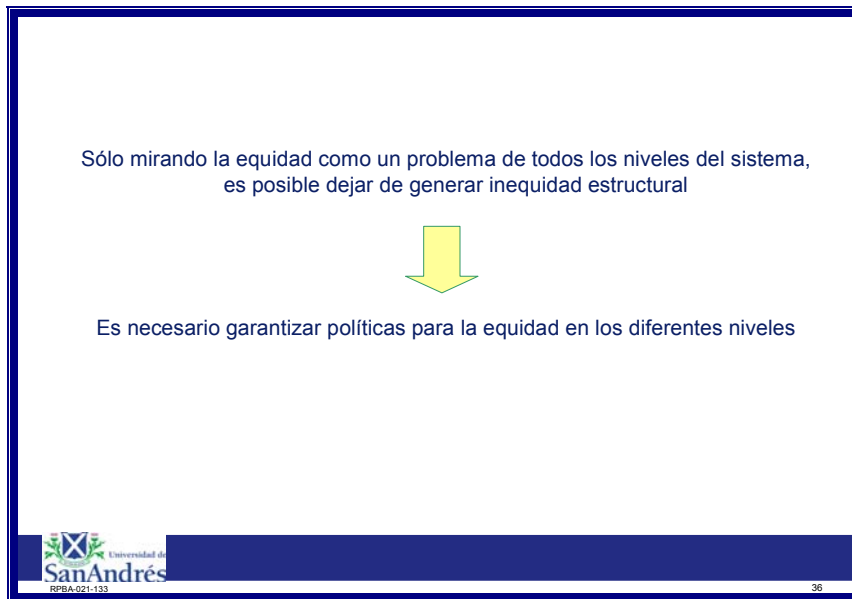 Sólo mirando la equidad como un problema de todos los niveles del sistema,
es posible dejar de generar inequidad estructural
Es necesario garantizar políticas para la equidad en los diferentes niveles
Universidad de
SanAndrés
RPBA-021-133
36